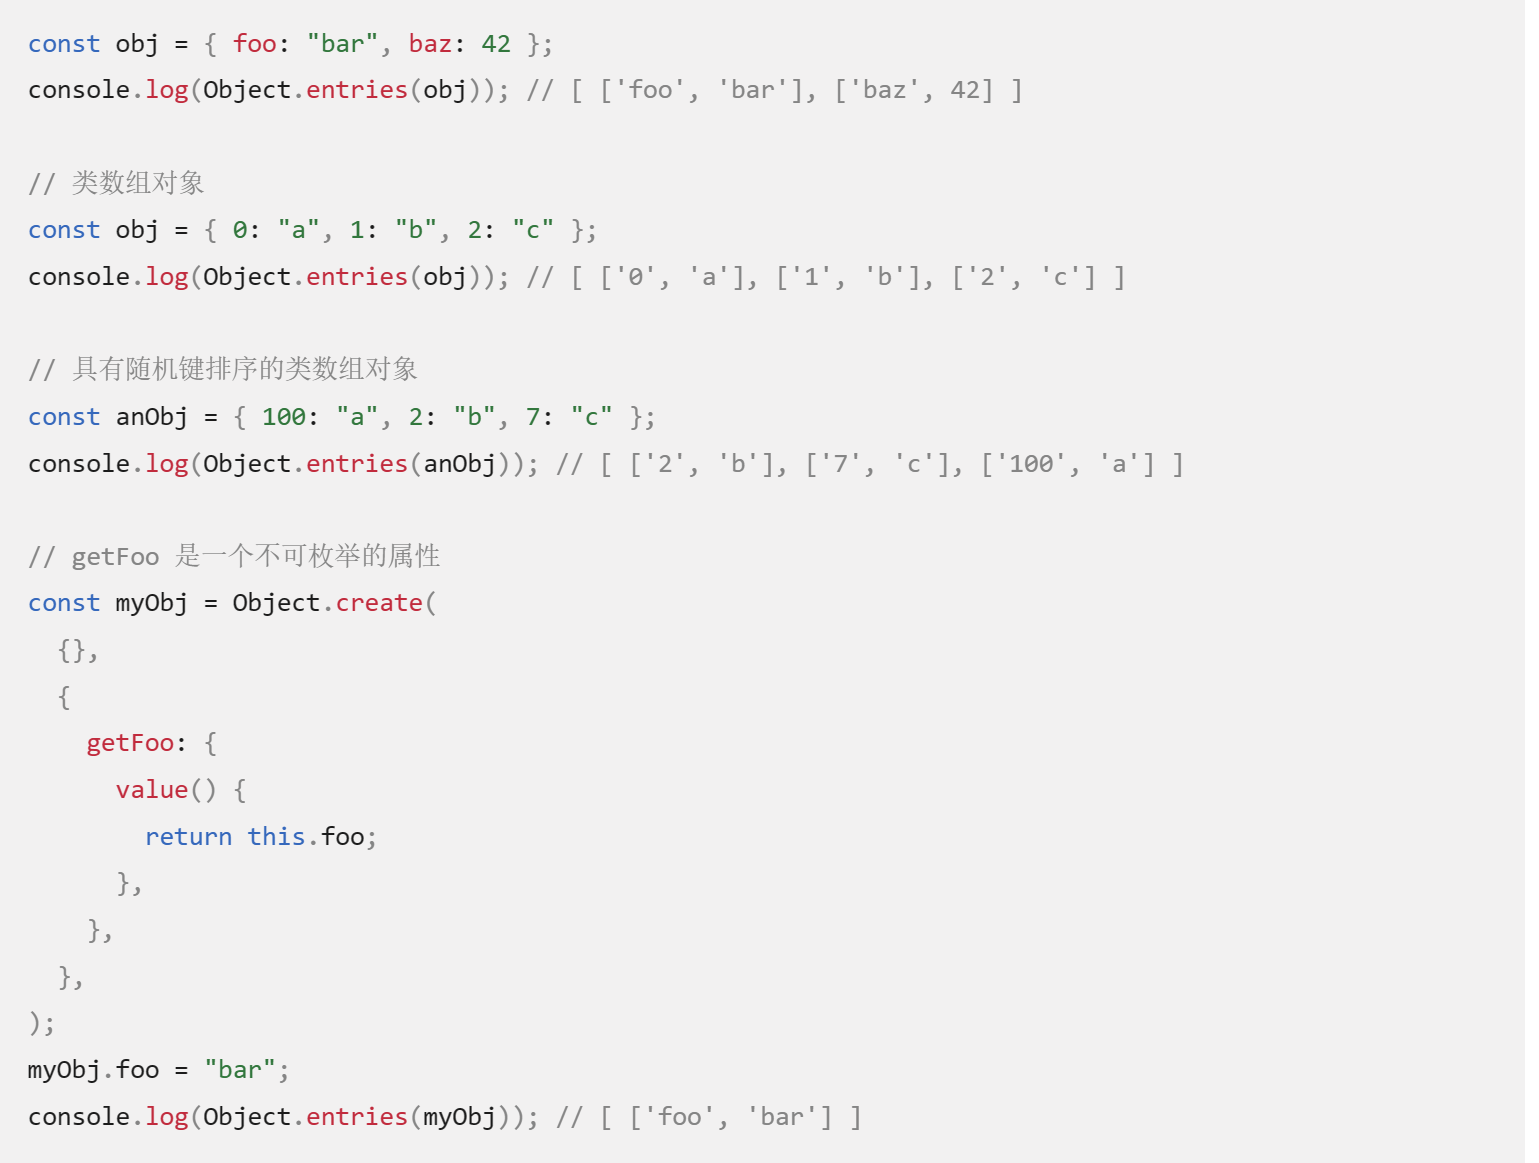 const obj = { foo: "bar", baz: 42 };
console.log(Object.entries(obj)); // [ ['foo', 'bar'], ['baz', 42] ]

// 类数组对象
const obj = { 0: "a", 1: "b", 2: "c" };
console.log(Object.entries(obj)); // [ ['0', 'a'], ['1', 'b'], ['2', 'c'] ]

// 具有随机键排序的类数组对象
const anObj = { 100: "a", 2: "b", 7: "c" };
console.log(Object.entries(anObj)); // [ ['2', 'b'], ['7', 'c'], ['100', 'a'] ]

// getFoo 是一个不可枚举的属性
const myObj = Object.create(
  {},
  {
    getFoo: {
      value() {
        return this.foo;
      },
    },
  },
);
myObj.foo = "bar";
console.log(Object.entries(myObj)); // [ ['foo', 'bar'] ]